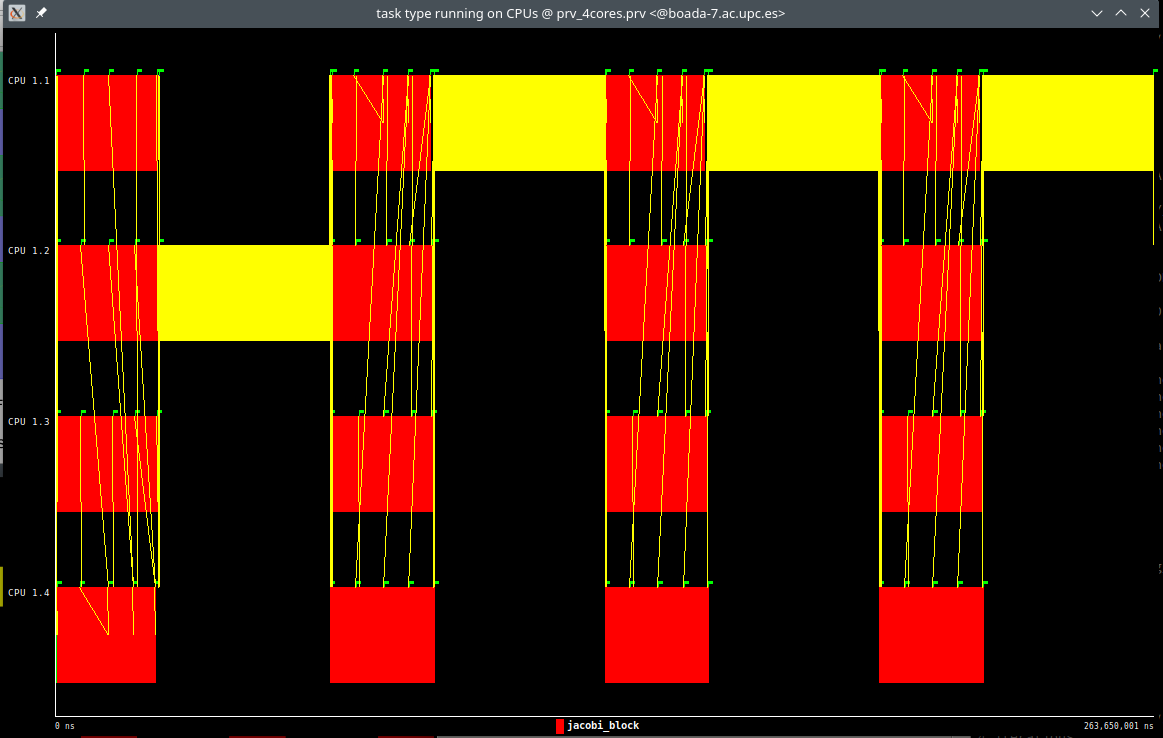 task type running on CPUs @ prv_4cores.prv <@boada-7.ac.upc.es>
CPU 1.1
CPU 1.2
CPU 1.3
CPU 1.4
0 ns
jacobi_block
263,650,001 ns